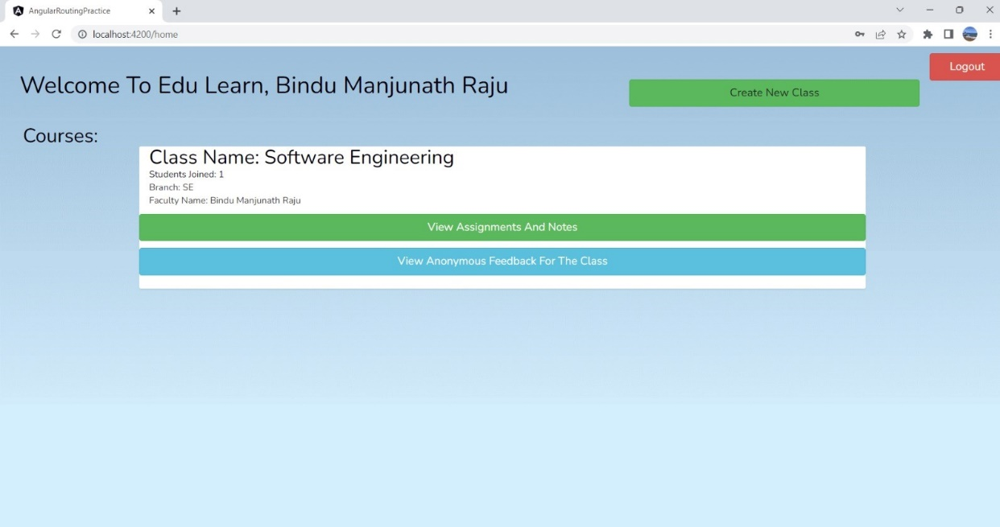 AngularRoutingPractice
localhost:4200/home
Logout
Welcome To Edu Learn, Bindu Manjunath Raju
Create New Class
Courses:
Class Name: Software Engineering
Students Joined: 1
Branch: SE
Faculty Name: Bindu Manjunath Raju
View Assignments And Notes
View Anonymous Feedback For The Class